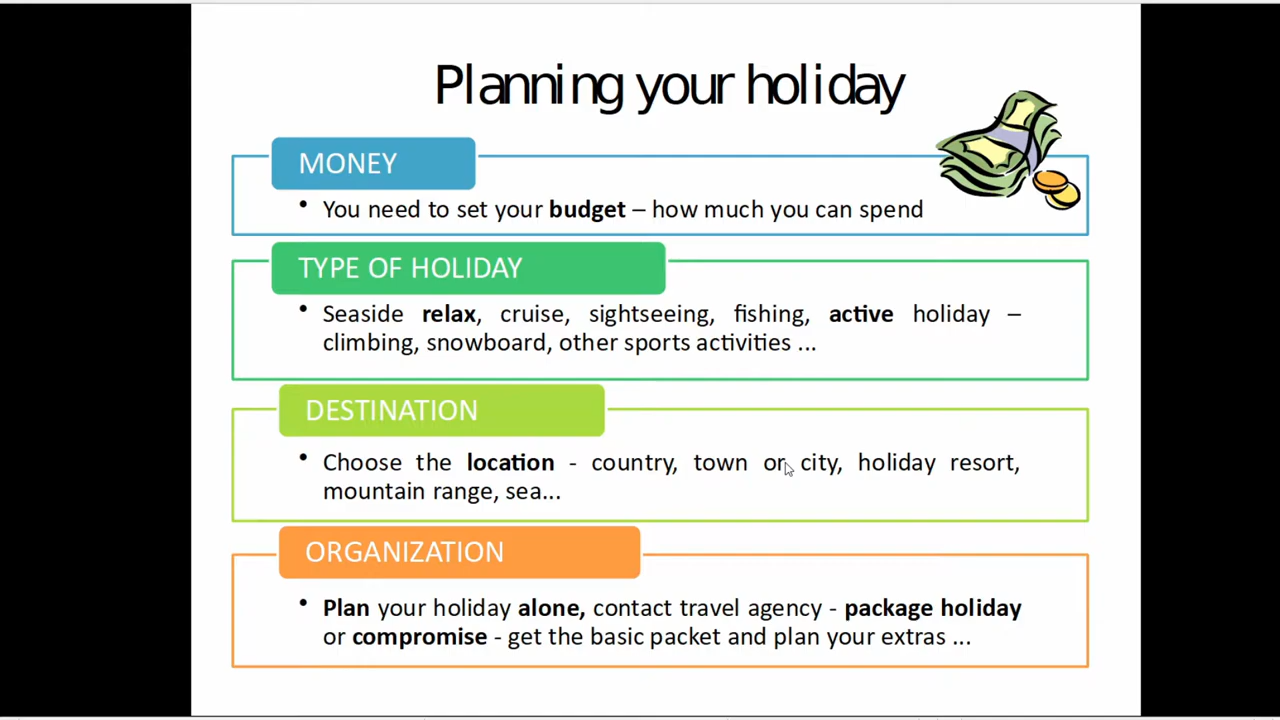 Planning your holiday
MONEY
• You need to set your budget – how much you can spend
TYPE OF HOLIDAY
• Seaside relax, cruise, sightseeing, fishing, active holiday –
climbing, snowboard, other sports activities ...
DESTINATION
• Choose the location - country, town or city, holiday resort,
mountain range, sea...
ORGANIZATION
• Plan your holiday alone, contact travel agency - package holiday
or compromise - get the basic packet and plan your extras ...